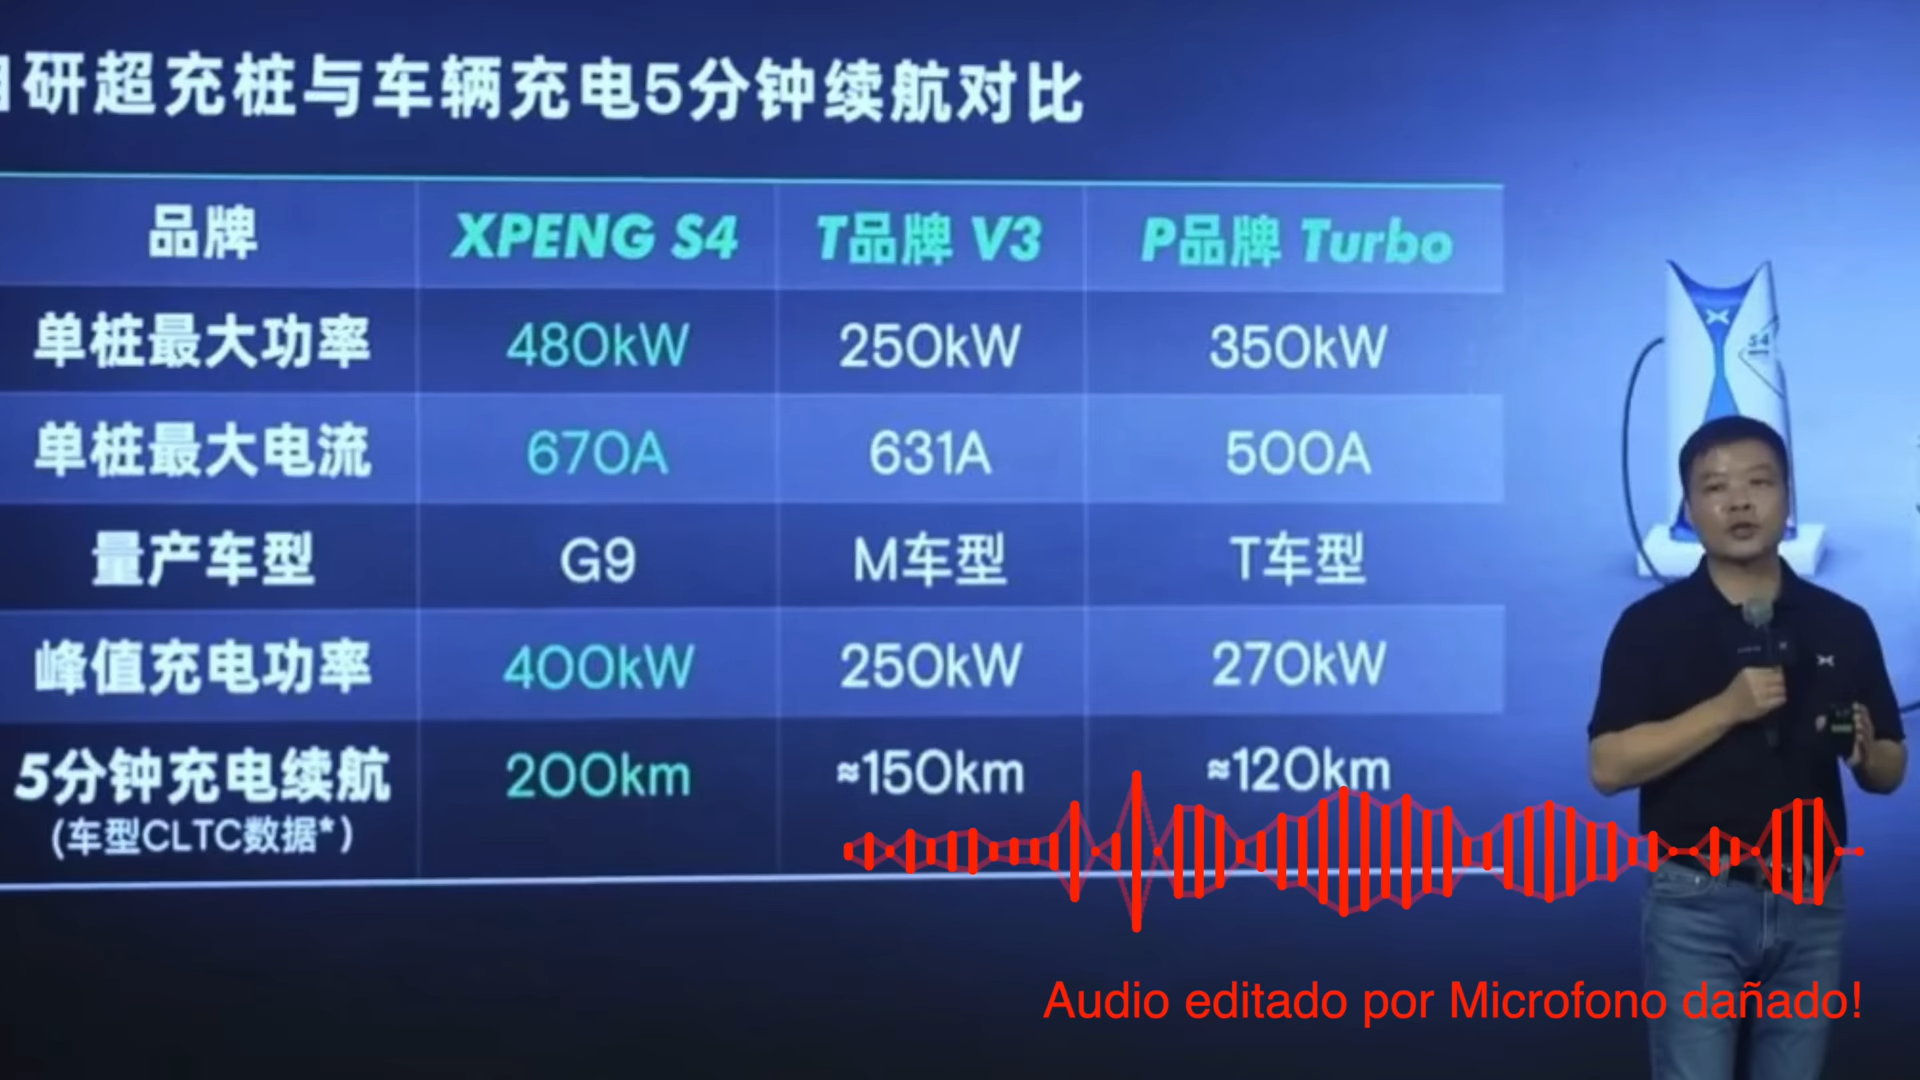 研超充桩与车辆充电5分钟续航对比
品牌 XPENG S4 T品牌 V3 P品牌 Turbo
单桩最大功率 480kW 250kW 350kW
单桩最大电流 670A 631A 500A
量产车型 G9 M车型 T车型
峰值充电功率 400kW 250kW 270kW
5分钟充电续航 200km ≈150km ≈120km
(车型CLTC数据*)
S4
Audio editado por Microfono dañado!